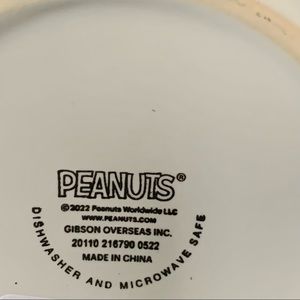 PEANUTS®
©2022 Peanuts Worldwide LLC
WWW.PEANUTS.COM
GIBSON OVERSEAS INC.
20110 216790 0522
MADE IN CHINA
DISHWASHER AND MICROWAVE SAFE